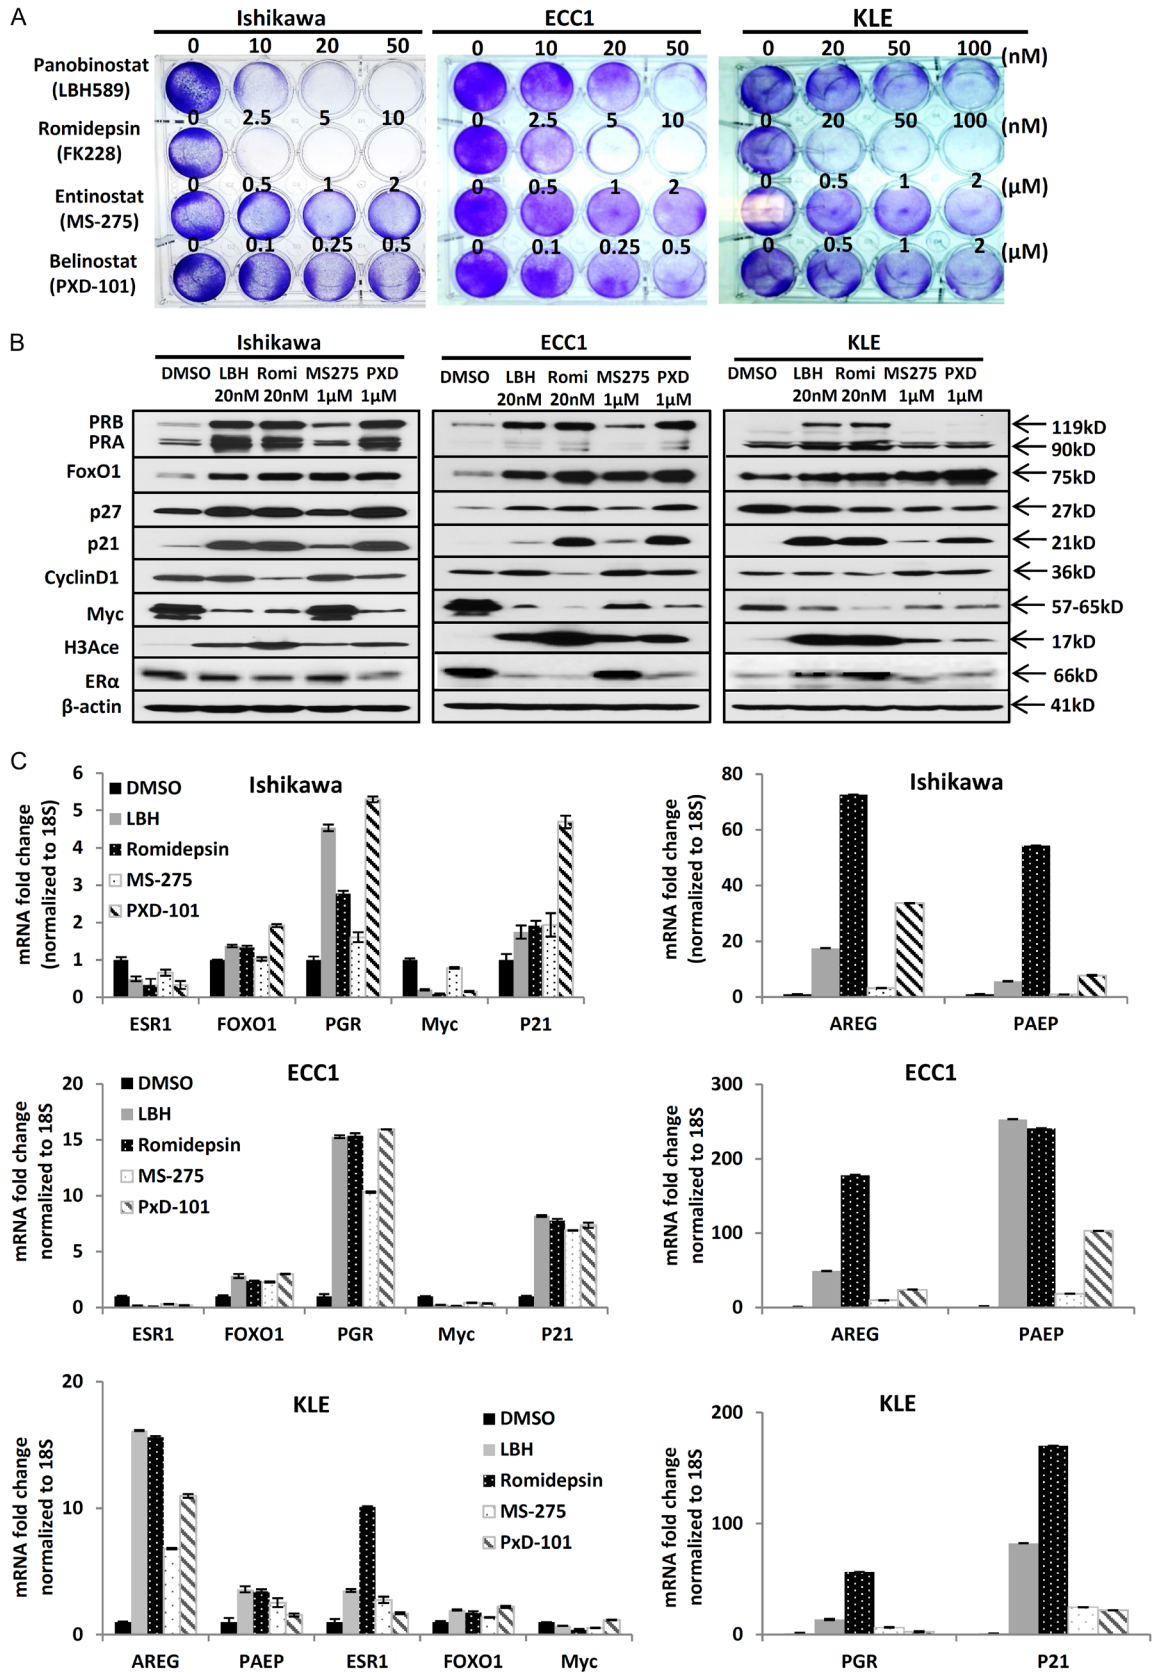 A
Ishikawa ECC1 KLE
0 10 20 50 0 10 20 50 0 20 50 100 (nM)
Panobinostat
(LBH589)
0 2.5 5 10 0 2.5 5 10 0 20 50 100 (nM)
Romidepsin
(FK228)
0 0.5 1 2 0 0.5 1 2 0 0.5 1 2 (μM)
Entinostat
(MS-275)
0 0.1 0.25 0.5 0 0.1 0.25 0.5 0 0.5 1 2 (μM)
Belinostat
(PXD-101)
B
Ishikawa ECC1 KLE
DMSO LBH Romi MS275 PXD DMSO LBH Romi MS275 PXD DMSO LBH Romi MS275 PXD
20nM 20nM 1μM 1μM 20nM 20nM 1μM 1μM 20nM 20nM 1μM 1μM
PRB 119kD
PRA 90kD
FoxO1 75kD
p27 27kD
p21 21kD
CyclinD1 36kD
Myc 57-65kD
H3Ace 17kD
ERα 66kD
β-actin 41kD
C
Ishikawa
mRNA fold change
(normalized to 18S)
6
5
4
3
2
1
0
DMSO
LBH
Romidepsin
MS-275
PXD-101
ESR1 FOXO1 PGR Myc P21
Ishikawa
mRNA fold change
(normalized to 18S)
80
60
40
20
0
AREG PAEP
ECC1
mRNA fold change
normalized to 18S
20
15
10
5
0
DMSO
LBH
Romidepsin
MS-275
PxD-101
ESR1 FOXO1 PGR Myc P21
ECC1
mRNA fold change
normalized to 18S
300
200
100
0
AREG PAEP
KLE
mRNA fold change
normalized to 18S
20
10
0
DMSO
LBH
Romidepsin
MS-275
PxD-101
AREG PAEP ESR1 FOXO1 Myc
KLE
mRNA fold change
normalized to 18S
200
100
0
PGR P21